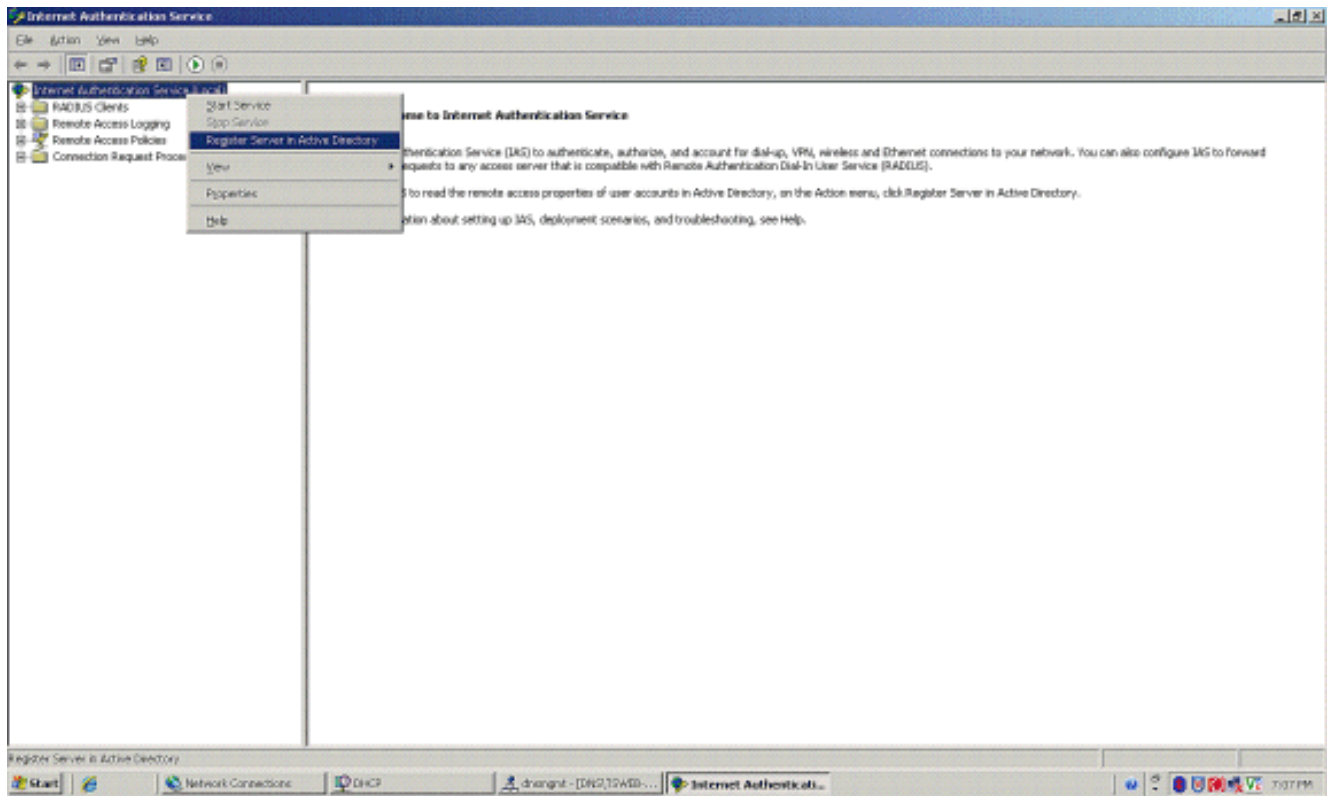 Internet Authentication Service
File Action View Help
Internet Authentication Service (Local)
RADIUS Clients
Remote Access Logging
Remote Access Policies
Connection Request Proce
Start Service
Stop Service
Register Server in Active Directory
View
Properties
Help
me to Internet Authentication Service
thentication Service (IAS) to authenticate, authorize, and account for dial-up, VPN, wireless and Ethernet connections to your network. You can also configure IAS to forward
equests to any access server that is compatible with Remote Authentication Dial-In User Service (RADIUS).
to read the remote access properties of user accounts in Active Directory, on the Action menu, click Register Server in Active Directory.
ation about setting up IAS, deployment scenarios, and troubleshooting, see Help.
Register Server in Active Directory
Start
Network Connections
DHCP
Internet Authenticati...
7:07 PM